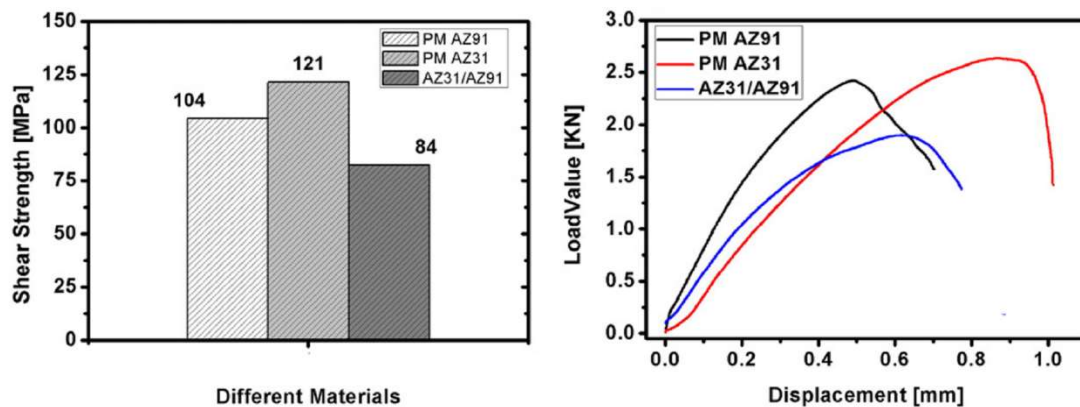 Shear Strength [MPa]
150
125
100
75
50
25
0
PM AZ91
PM AZ31
AZ31/AZ91
104
121
84
Different Materials
LoadValue [KN]
3.0
2.5
2.0
1.5
1.0
0.5
0.0
PM AZ91
PM AZ31
AZ31/AZ91
0.0 0.2 0.4 0.6 0.8 1.0
Displacement [mm]